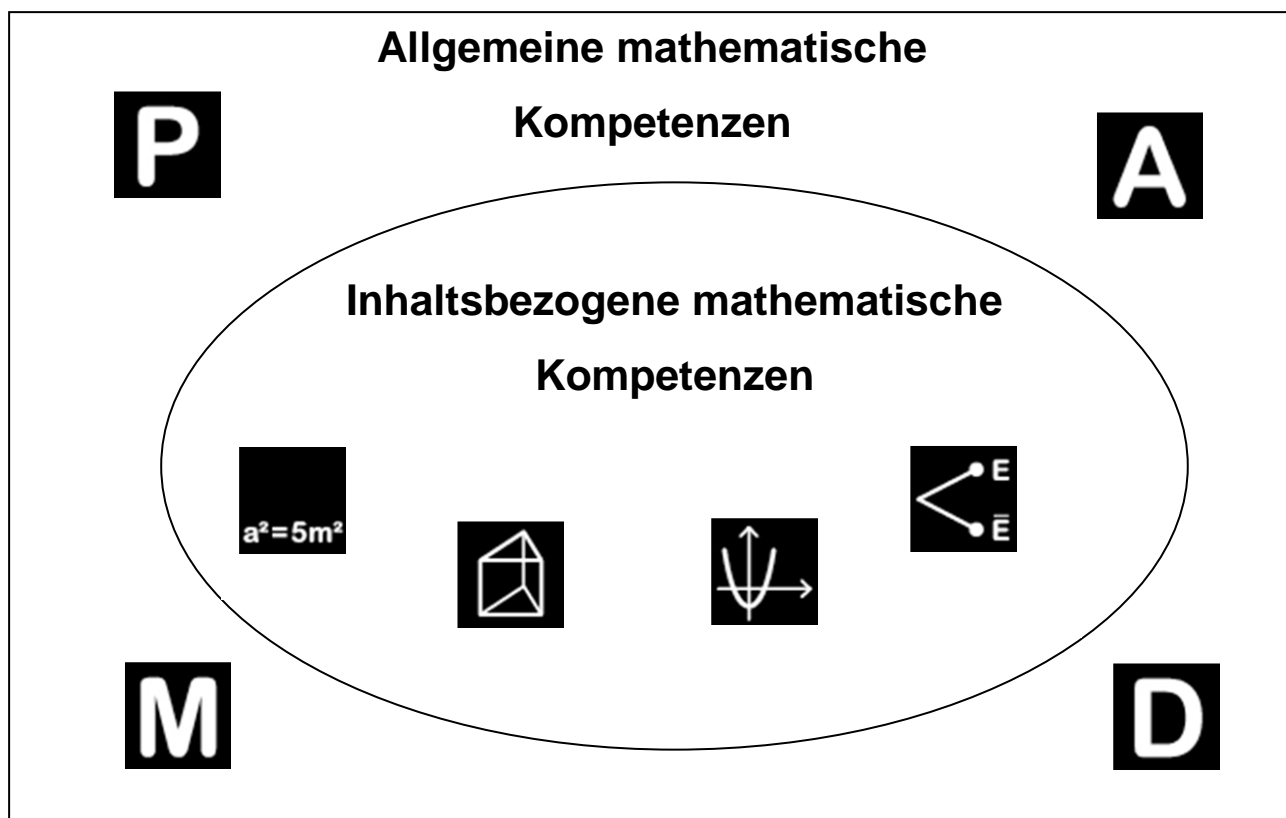 Allgemeine mathematische
Kompetenzen
P
A
Inhaltsbezogene mathematische
Kompetenzen
a²=5m²
E
Ē
M
D